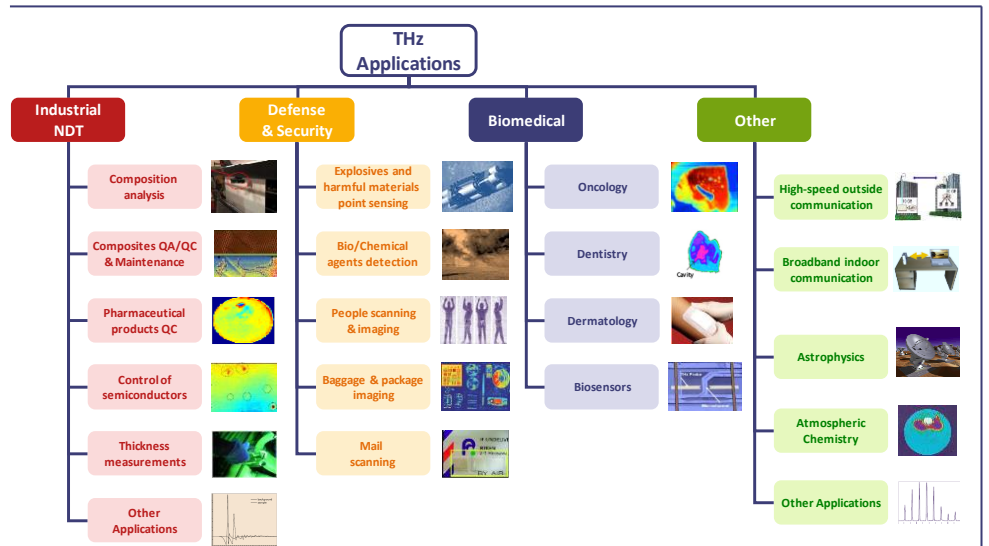 THz
Applications
Industrial
NDT
Defense
& Security
Biomedical
Other
Composition
analysis
Composites QA/QC
& Maintenance
Pharmaceutical
products QC
Control of
semiconductors
Thickness
measurements
Other
Applications
Explosives and
harmful materials
point sensing
Bio/Chemical
agents detection
People scanning
& imaging
Baggage & package
imaging
Mail
scanning
BY AIR
Oncology
Dentistry
Cavity
Dermatology
Biosensors
High-speed outside
communication
Broadband indoor
communication
Astrophysics
Atmospheric
Chemistry
Other Applications